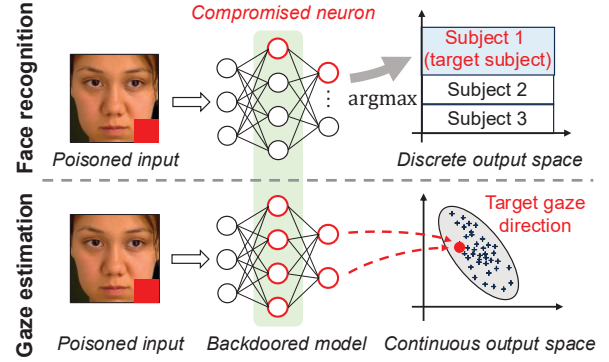 Compromised neuron
Face recognition
Subject 1
(target subject)
argmax
Subject 2
Subject 3
Poisoned input
Discrete output space
Gaze estimation
Target gaze
direction
Poisoned input
Backdoored model
Continuous output space